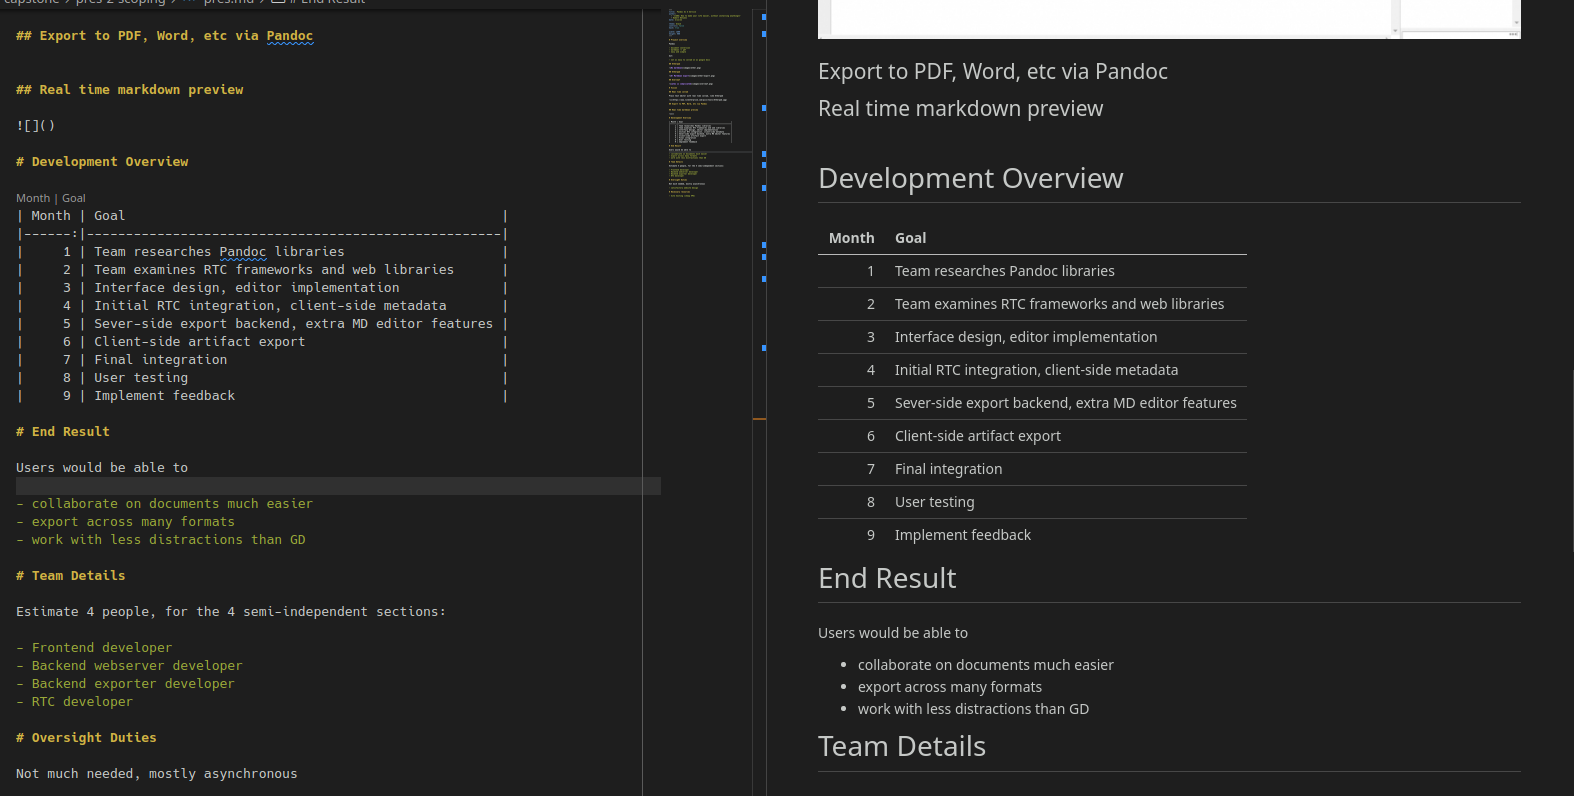 capstone > pres-2-scoping > pres.md > # End Result
## Export to PDF, Word, etc via Pandoc
## Real time markdown preview
![]()
# Development Overview
Month | Goal
| Month | Goal |
|------:|-----------------------------------------------------|
| 1 | Team researches Pandoc libraries |
| 2 | Team examines RTC frameworks and web libraries |
| 3 | Interface design, editor implementation |
| 4 | Initial RTC integration, client-side metadata |
| 5 | Sever-side export backend, extra MD editor features |
| 6 | Client-side artifact export |
| 7 | Final integration |
| 8 | User testing |
| 9 | Implement feedback |
# End Result
Users would be able to
- collaborate on documents much easier
- export across many formats
- work with less distractions than GD
# Team Details
Estimate 4 people, for the 4 semi-independent sections:
- Frontend developer
- Backend webserver developer
- Backend exporter developer
- RTC developer
# Oversight Duties
Not much needed, mostly asynchronous
Export to PDF, Word, etc via Pandoc
Real time markdown preview
Development Overview
Month Goal
1 Team researches Pandoc libraries
2 Team examines RTC frameworks and web libraries
3 Interface design, editor implementation
4 Initial RTC integration, client-side metadata
5 Sever-side export backend, extra MD editor features
6 Client-side artifact export
7 Final integration
8 User testing
9 Implement feedback
End Result
Users would be able to
• collaborate on documents much easier
• export across many formats
• work with less distractions than GD
Team Details